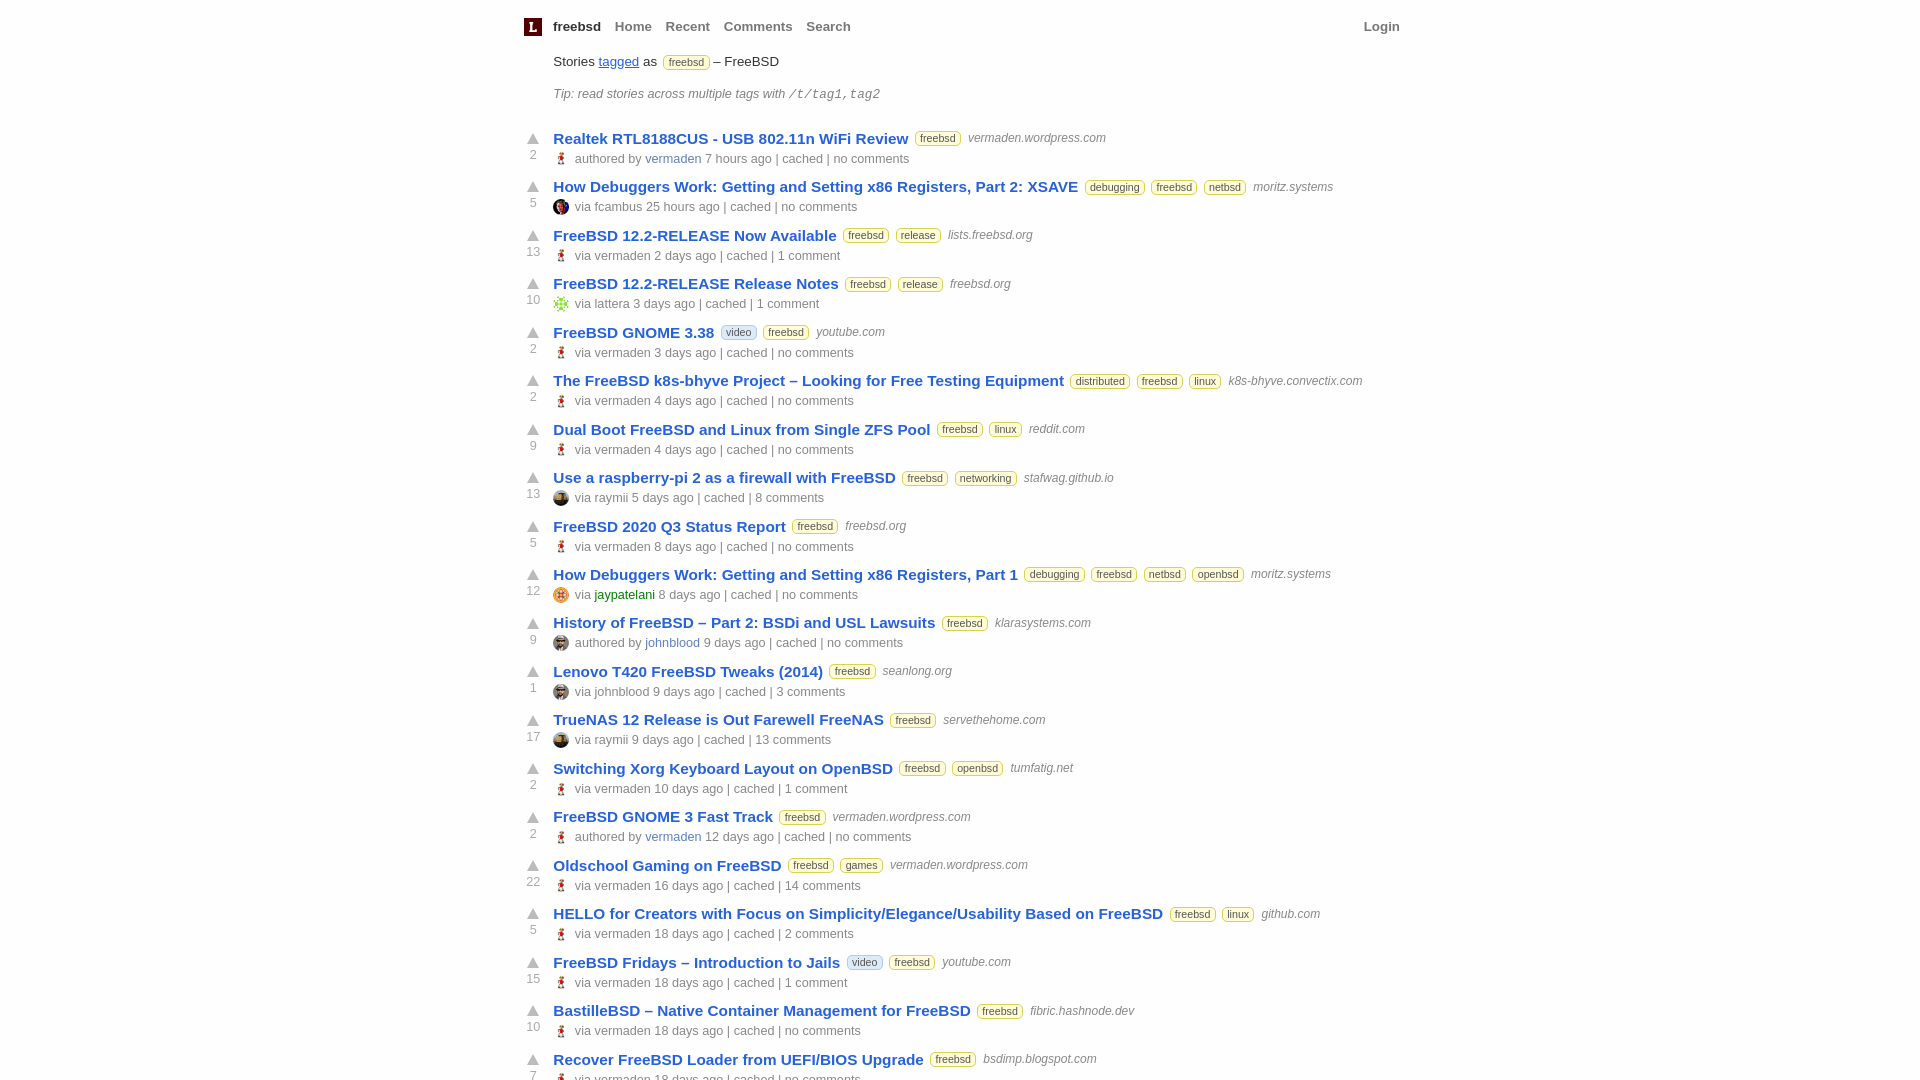 L freebsd Home Recent Comments Search Login
Stories tagged as freebsd – FreeBSD
Tip: read stories across multiple tags with /t/tag1,tag2
Realtek RTL8188CUS - USB 802.11n WiFi Review freebsd vermaden.wordpress.com
2 authored by vermaden 7 hours ago | cached | no comments
How Debuggers Work: Getting and Setting x86 Registers, Part 2: XSAVE debugging freebsd netbsd moritz.systems
5 via fcambus 25 hours ago | cached | no comments
FreeBSD 12.2-RELEASE Now Available freebsd release lists.freebsd.org
13 via vermaden 2 days ago | cached | 1 comment
FreeBSD 12.2-RELEASE Release Notes freebsd release freebsd.org
10 via lattera 3 days ago | cached | 1 comment
FreeBSD GNOME 3.38 video freebsd youtube.com
2 via vermaden 3 days ago | cached | no comments
The FreeBSD k8s-bhyve Project – Looking for Free Testing Equipment distributed freebsd linux k8s-bhyve.convectix.com
2 via vermaden 4 days ago | cached | no comments
Dual Boot FreeBSD and Linux from Single ZFS Pool freebsd linux reddit.com
9 via vermaden 4 days ago | cached | no comments
Use a raspberry-pi 2 as a firewall with FreeBSD freebsd networking stafwag.github.io
13 via raymii 5 days ago | cached | 8 comments
FreeBSD 2020 Q3 Status Report freebsd freebsd.org
5 via vermaden 8 days ago | cached | no comments
How Debuggers Work: Getting and Setting x86 Registers, Part 1 debugging freebsd netbsd openbsd moritz.systems
12 via jaypatelani 8 days ago | cached | no comments
History of FreeBSD – Part 2: BSDi and USL Lawsuits freebsd klarasystems.com
9 authored by johnblood 9 days ago | cached | no comments
Lenovo T420 FreeBSD Tweaks (2014) freebsd seanlong.org
1 via johnblood 9 days ago | cached | 3 comments
TrueNAS 12 Release is Out Farewell FreeNAS freebsd servethehome.com
17 via raymii 9 days ago | cached | 13 comments
Switching Xorg Keyboard Layout on OpenBSD freebsd openbsd tumfatig.net
2 via vermaden 10 days ago | cached | 1 comment
FreeBSD GNOME 3 Fast Track freebsd vermaden.wordpress.com
2 authored by vermaden 12 days ago | cached | no comments
Oldschool Gaming on FreeBSD freebsd games vermaden.wordpress.com
22 via vermaden 16 days ago | cached | 14 comments
HELLO for Creators with Focus on Simplicity/Elegance/Usability Based on FreeBSD freebsd linux github.com
5 via vermaden 18 days ago | cached | 2 comments
FreeBSD Fridays – Introduction to Jails video freebsd youtube.com
15 via vermaden 18 days ago | cached | 1 comment
BastilleBSD – Native Container Management for FreeBSD freebsd fibric.hashnode.dev
10 via vermaden 18 days ago | cached | no comments
Recover FreeBSD Loader from UEFI/BIOS Upgrade freebsd bsdimp.blogspot.com
7 via vermaden 18 days ago | cached | no comments